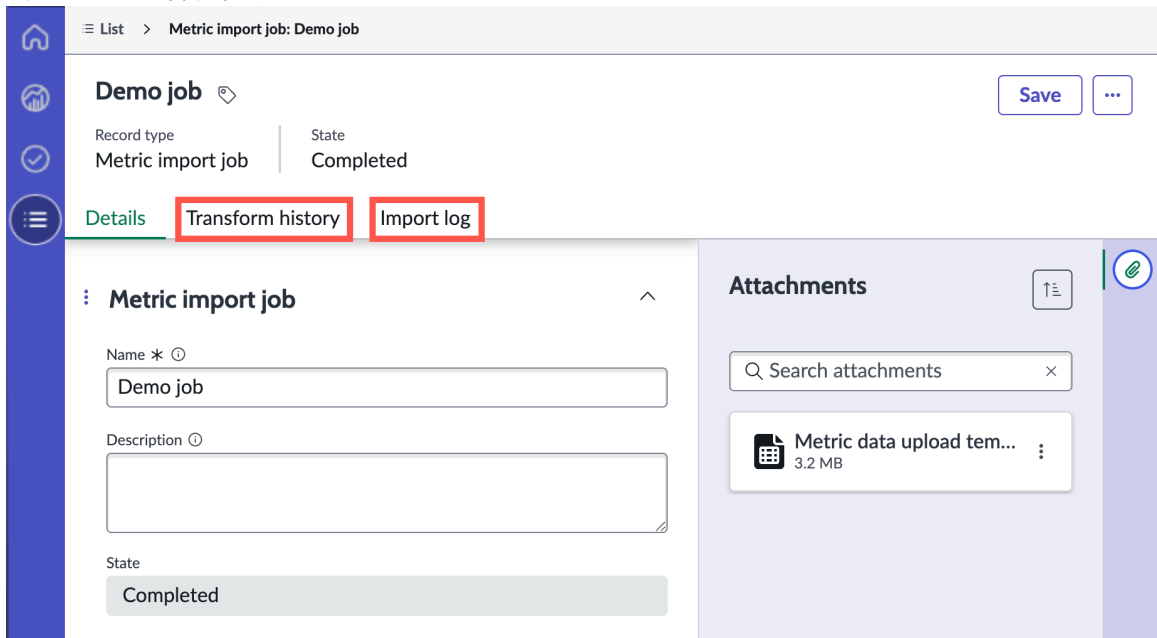 List > Metric import job: Demo job
Demo job
Save
...
Record type
Metric import job
State
Completed
Details
Transform history
Import log
Metric import job
Name *
Demo job
Description
State
Completed
Attachments
Search attachments
Metric data upload tem...
3.2 MB